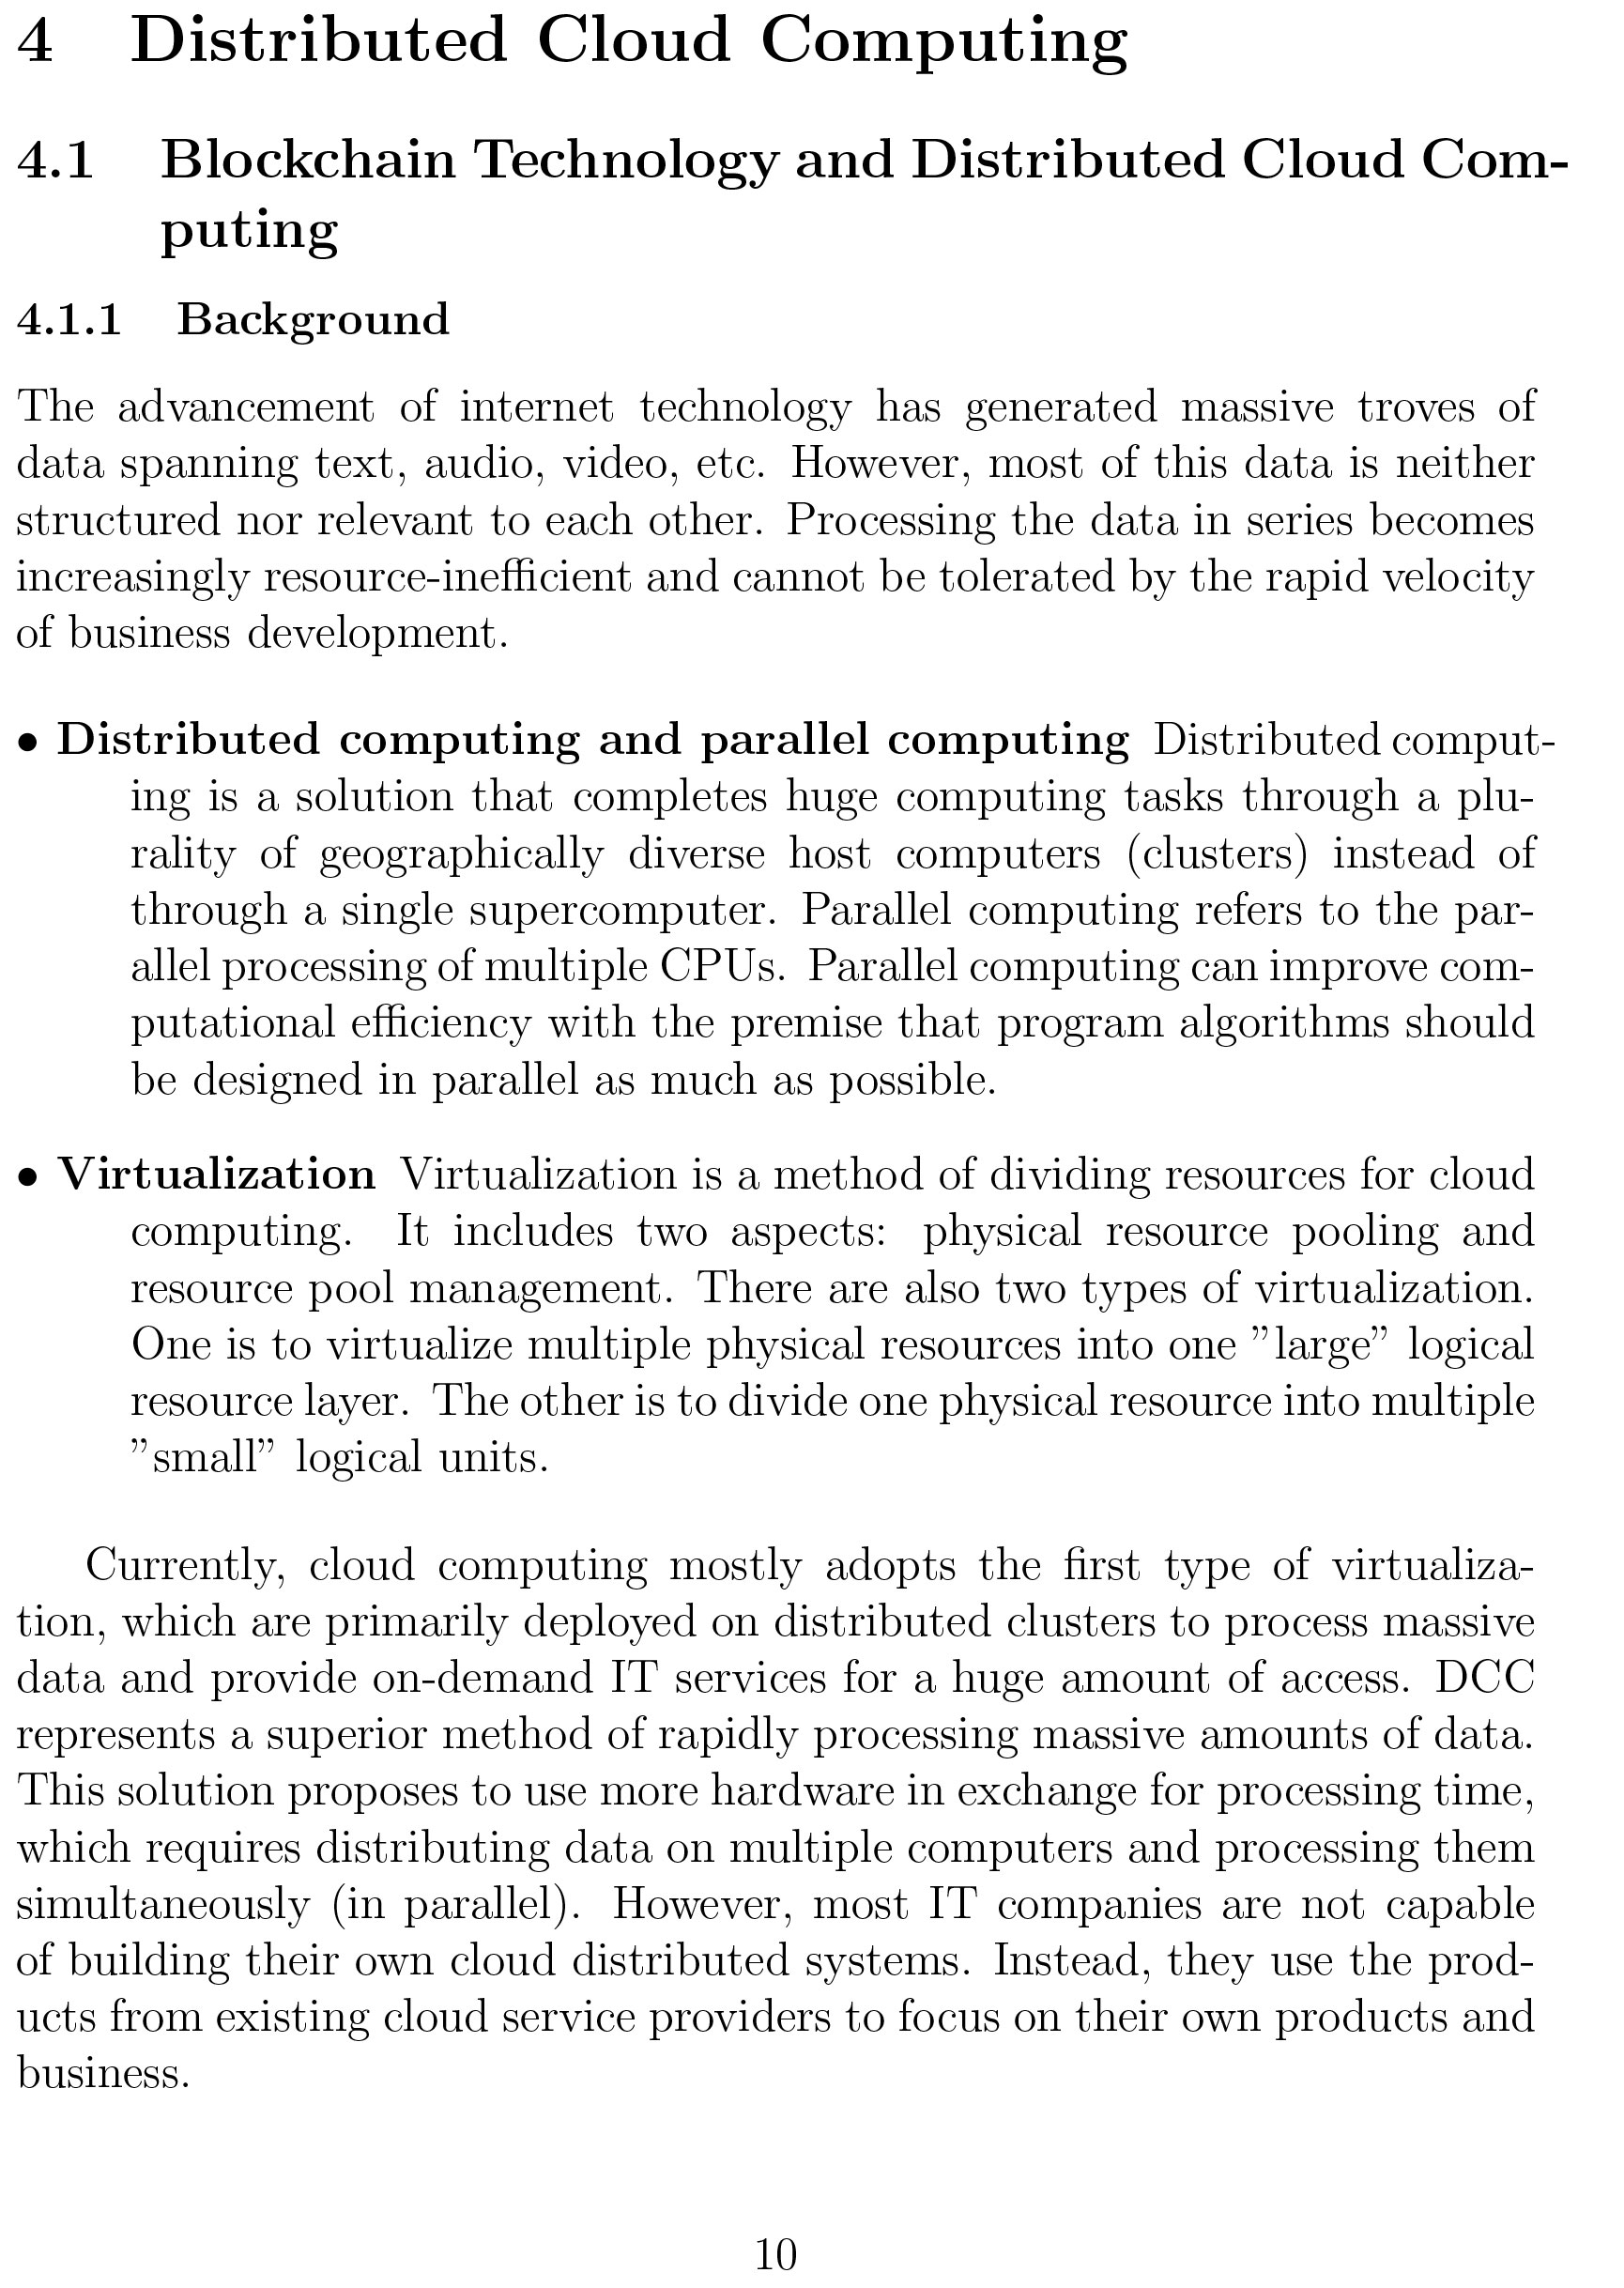 4 Distributed Cloud Computing
4.1 Blockchain Technology and Distributed Cloud Com-
puting
4.1.1 Background
The advancement of internet technology has generated massive troves of
data spanning text, audio, video, etc. However, most of this data is neither
structured nor relevant to each other. Processing the data in series becomes
increasingly resource-inefficient and cannot be tolerated by the rapid velocity
of business development.
• Distributed computing and parallel computing Distributed comput-
ing is a solution that completes huge computing tasks through a plu-
rality of geographically diverse host computers (clusters) instead of
through a single supercomputer. Parallel computing refers to the par-
allel processing of multiple CPUs. Parallel computing can improve com-
putational efficiency with the premise that program algorithms should
be designed in parallel as much as possible.
• Virtualization Virtualization is a method of dividing resources for cloud
computing. It includes two aspects: physical resource pooling and
resource pool management. There are also two types of virtualization.
One is to virtualize multiple physical resources into one ”large” logical
resource layer. The other is to divide one physical resource into multiple
”small” logical units.
Currently, cloud computing mostly adopts the first type of virtualiza-
tion, which are primarily deployed on distributed clusters to process massive
data and provide on-demand IT services for a huge amount of access. DCC
represents a superior method of rapidly processing massive amounts of data.
This solution proposes to use more hardware in exchange for processing time,
which requires distributing data on multiple computers and processing them
simultaneously (in parallel). However, most IT companies are not capable
of building their own cloud distributed systems. Instead, they use the prod-
ucts from existing cloud service providers to focus on their own products and
business.
10